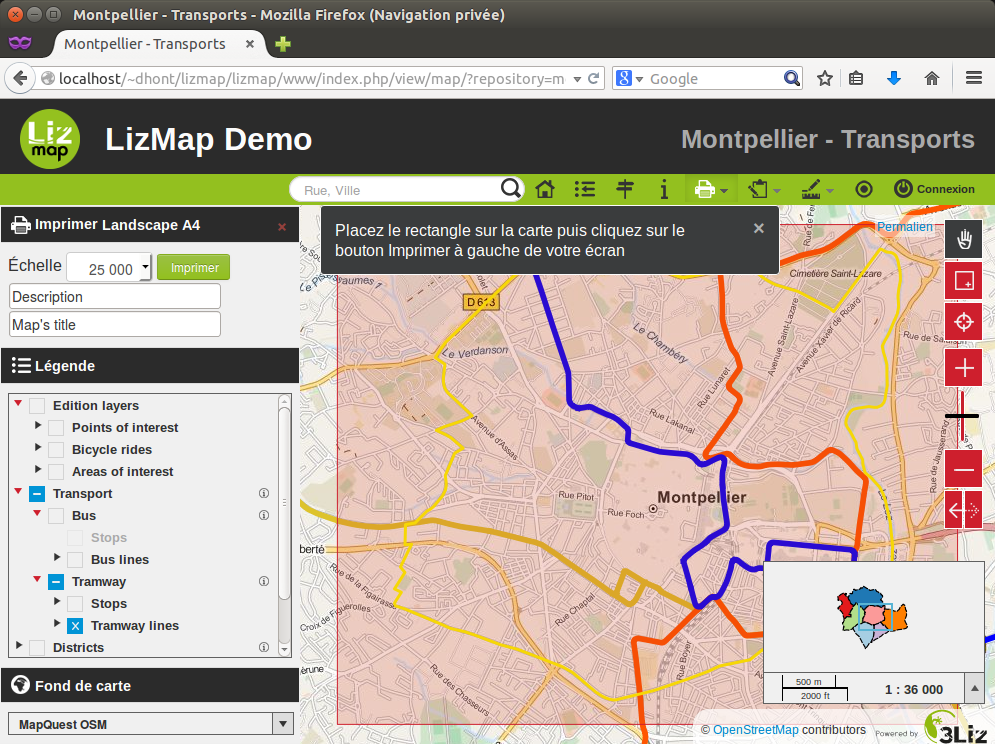 Montpellier - Transports - Mozilla Firefox (Navigation privée)
Montpellier - Transports
localhost/~dhont/lizmap/lizmap/www/index.php/view/map/?repository=m
Google
Liz map
LizMap Demo
Montpellier - Transports
Rue, Ville
Connexion
Imprimer Landscape A4
Échelle
25 000
Imprimer
Description
Map's title
Légende
Edition layers
Points of interest
Bicycle rides
Areas of interest
Transport
Bus
Stops
Bus lines
Tramway
Stops
Tramway lines
Districts
Fond de carte
MapQuest OSM
Placez le rectangle sur la carte puis cliquez sur le
bouton Imprimer à gauche de votre écran
Permalien
Cimetière Saint-Lazare
D 613
Le Verdanson
Le Chambéry
Avenue Saint-Lazare
Avenue Xavier de Ricard
Rue Lunaret
Rue Lakanal
Avenue d'Assas
Rue de Jausserand
Montpellier
Rue Pitot
Rue Foch
berté
Rue de la Figairasse
Croix de Figuerolles
Rue Chaptal
Rue Boyer
Rue des Chasseurs
érune
500 m
2000 ft
1 : 36 000
© OpenStreetMap contributors
Powered by
3Liz